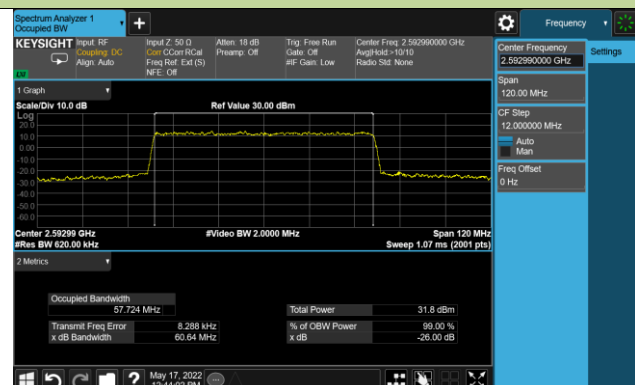 Spectrum Analyzer 1
Occupied BW
Frequency
KEYSIGHT
Input: RF
Coupling: DC
Align: Auto
Input Z: 50 Ω
Corr CCorr RCal
Freq Ref: Ext (S)
NFE: Off
Atten: 18 dB
Preamp: Off
Trig: Free Run
Gate: Off
#IF Gain: Low
Center Freq: 2.592990000 GHz
Avg|Hold:>10/10
Radio Std: None
Center Frequency
2.592990000 GHz
Settings
Span
120.00 MHz
CF Step
12.000000 MHz
Auto
Man
Freq Offset
0 Hz
1 Graph
Scale/Div 10.0 dB
Ref Value 30.00 dBm
Log
20.0
10.0
0.00
-10.0
-20.0
-30.0
-40.0
-50.0
-60.0
Center 2.59299 GHz
#Video BW 2.0000 MHz
Span 120 MHz
#Res BW 620.00 kHz
Sweep 1.07 ms (2001 pts)
2 Metrics
Occupied Bandwidth
57.724 MHz
Total Power
31.8 dBm
Transmit Freq Error
8.288 kHz
% of OBW Power
99.00 %
x dB Bandwidth
60.64 MHz
x dB
-26.00 dB
May 17, 2022